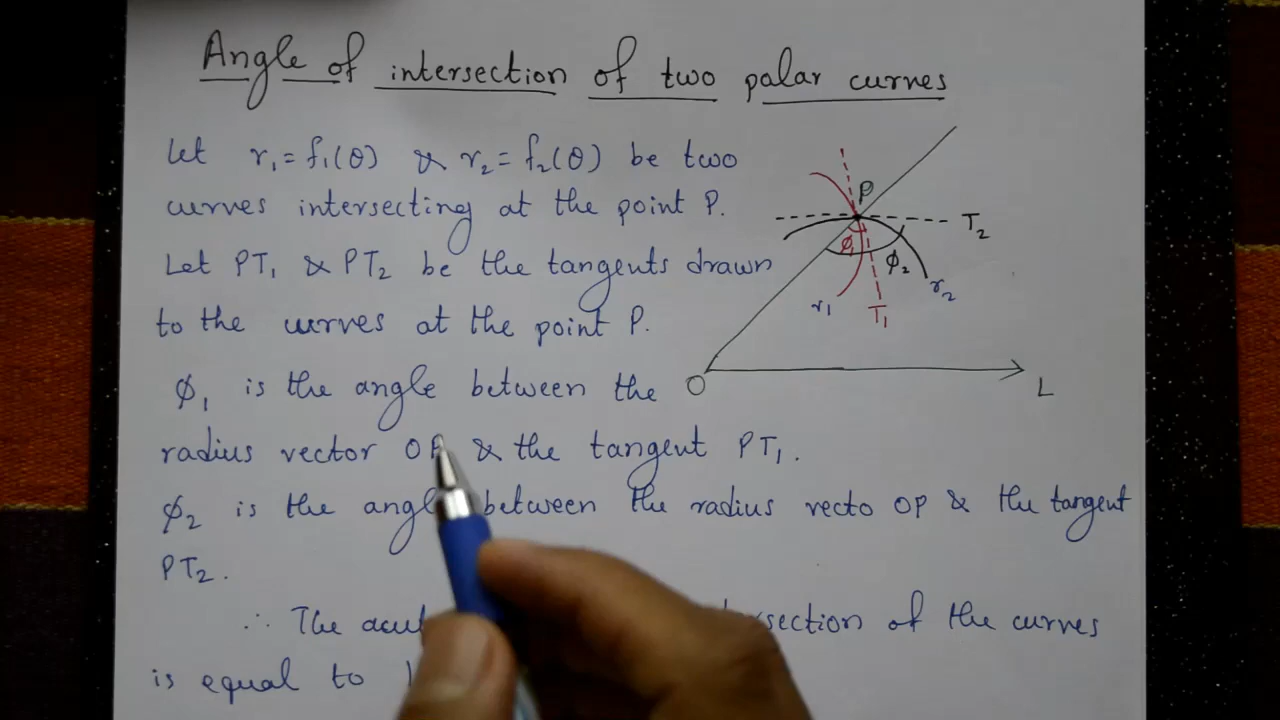 Angle of intersection of two polar curves
Let r₁ = f₁(θ) & r₂ = f₂(θ) be two
curves intersecting at the point P.
Let PT₁ & PT₂ be the tangents drawn
to the curves at the point P.
ϕ₁ is the angle between the
radius vector OP & the tangent PT₁.
ϕ₂ is the angle between the radius vecto OP & the tangent
PT₂.
∴ The of the curves
is equal to
P
T₂
ϕ₁
ϕ₂
r₂
r₁
T₁
O
L